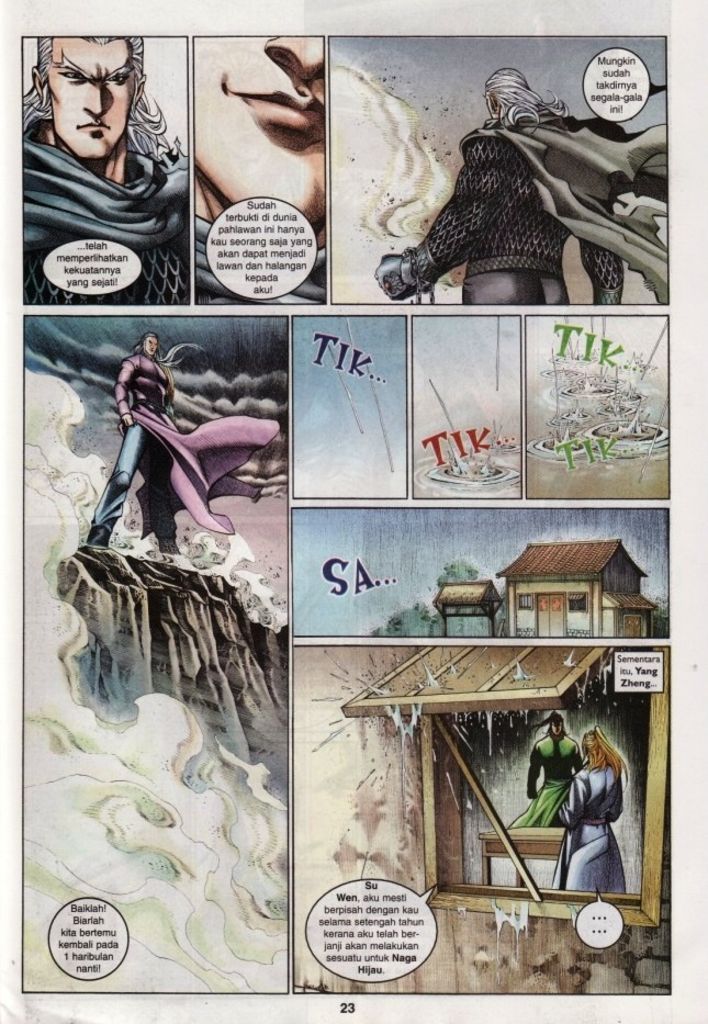 ...telah
memperlihatkan
kekuatannya
yang sejati!
Sudah
terbukti di dunia
pahlawan ini hanya
kau seorang saja yang
akan dapat menjadi
lawan dan halangan
kepada
aku!
Mungkin
sudah
takdirnya
segala-gala
ini!
Baiklah!
Biarlah
kita bertemu
kembali pada
1 haribulan
nanti!
TIK...
TIK...
TIK...
TIK
SA...
Sementara
itu, Yang
Zheng...
Su
Wen, aku mesti
berpisah dengan kau
selama setengah tahun
kerana aku telah ber-
janji akan melakukan
sesuatu untuk Naga
Hijau.
...
...
23